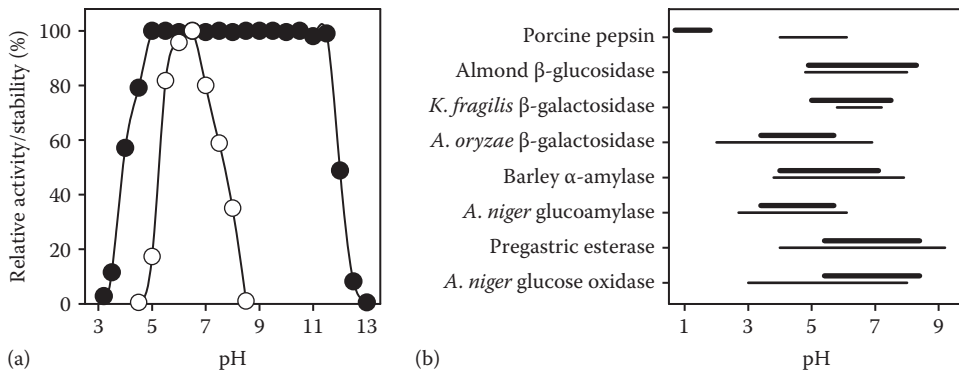 Relative activity/stability (%)
100
80
60
40
20
0
3 5 7 9 11 13
pH
(a)
Porcine pepsin
Almond β-glucosidase
K. fragilis β-galactosidase
A. oryzae β-galactosidase
Barley α-amylase
A. niger glucoamylase
Pregastric esterase
A. niger glucose oxidase
1 3 5 7 9
pH
(b)